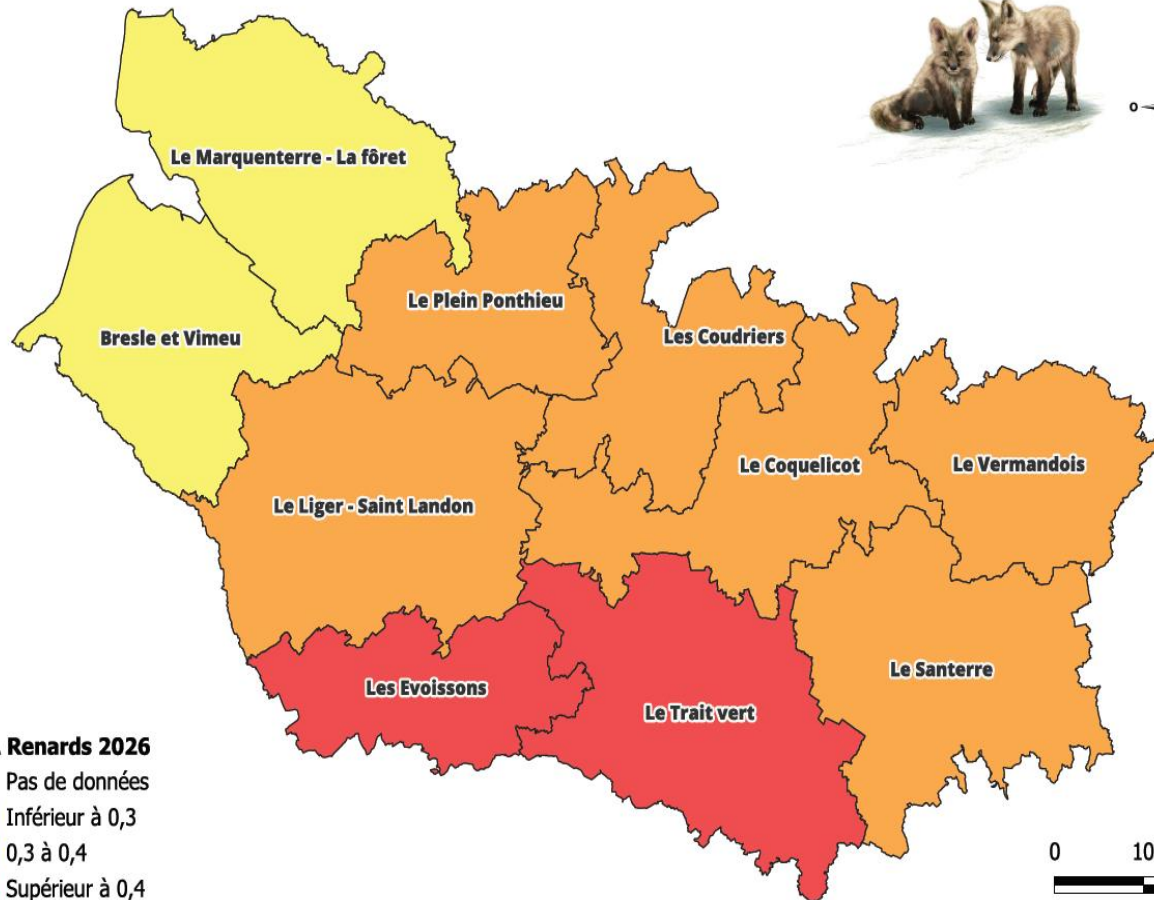 Le Marquenterre - La fôret
Le Plein Ponthieu
Bresle et Vimeu
Les Coudriers
Le Coquelicot
Le Vermandois
Le Liger - Saint Landon
Le Santerre
Les Evoissons
Le Trait vert
Renards 2026
Pas de données
Inférieur à 0,3
0,3 à 0,4
Supérieur à 0,4
0 10
O